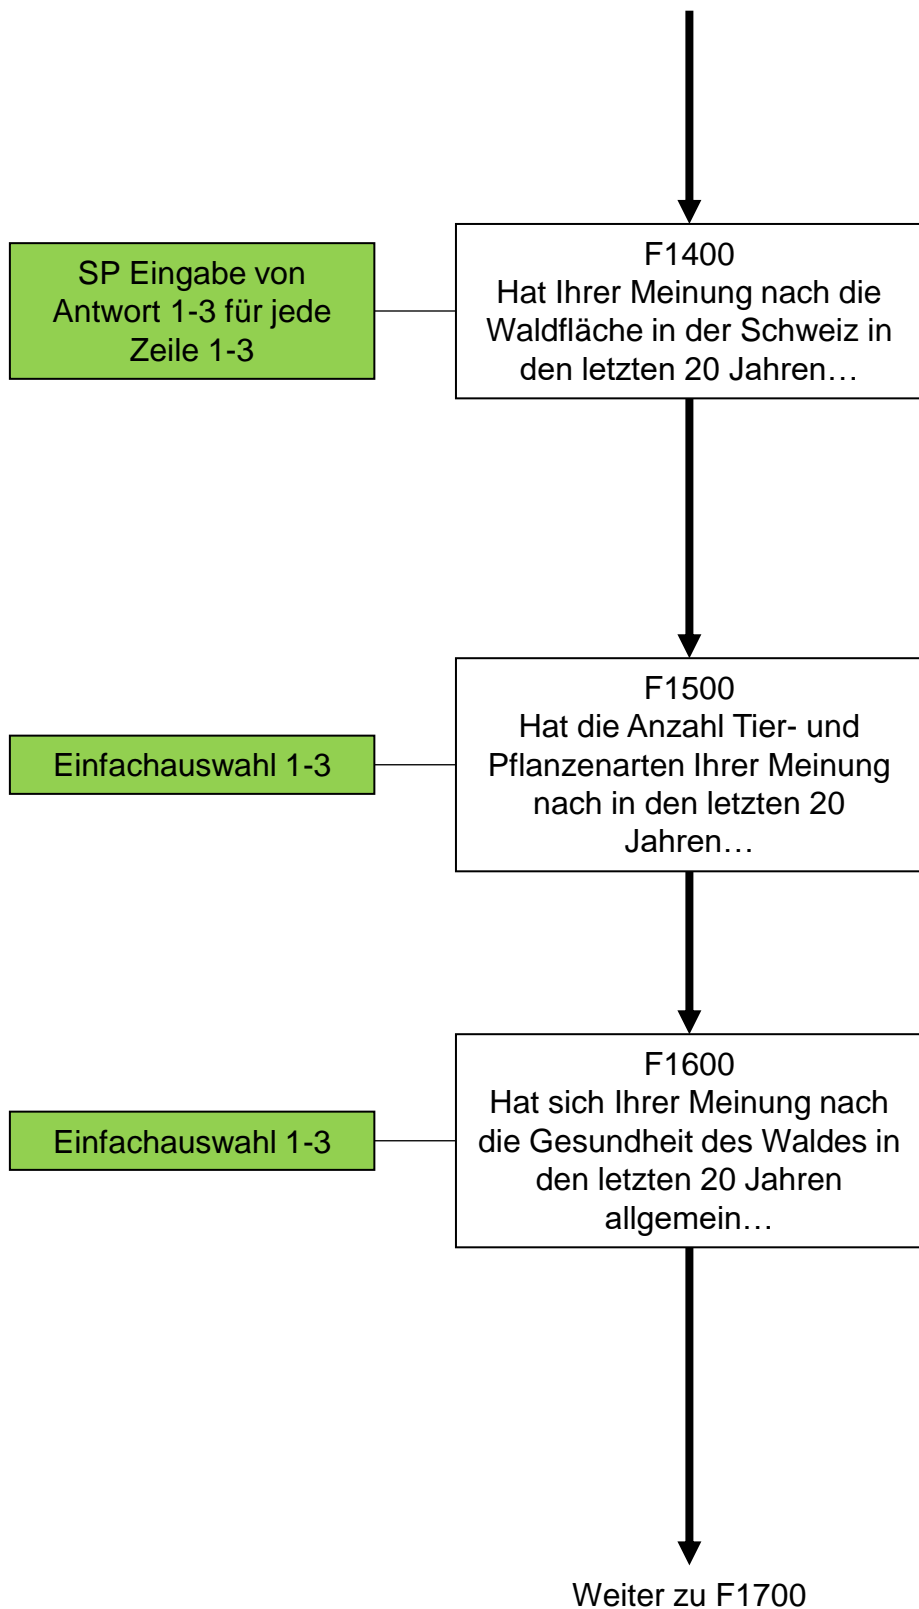 SP Eingabe von
Antwort 1-3 für jede
Zeile 1-3
F1400
Hat Ihrer Meinung nach die
Waldfläche in der Schweiz in
den letzten 20 Jahren…
Einfachauswahl 1-3
F1500
Hat die Anzahl Tier- und
Pflanzenarten Ihrer Meinung
nach in den letzten 20
Jahren…
Einfachauswahl 1-3
F1600
Hat sich Ihrer Meinung nach
die Gesundheit des Waldes in
den letzten 20 Jahren
allgemein…
Weiter zu F1700